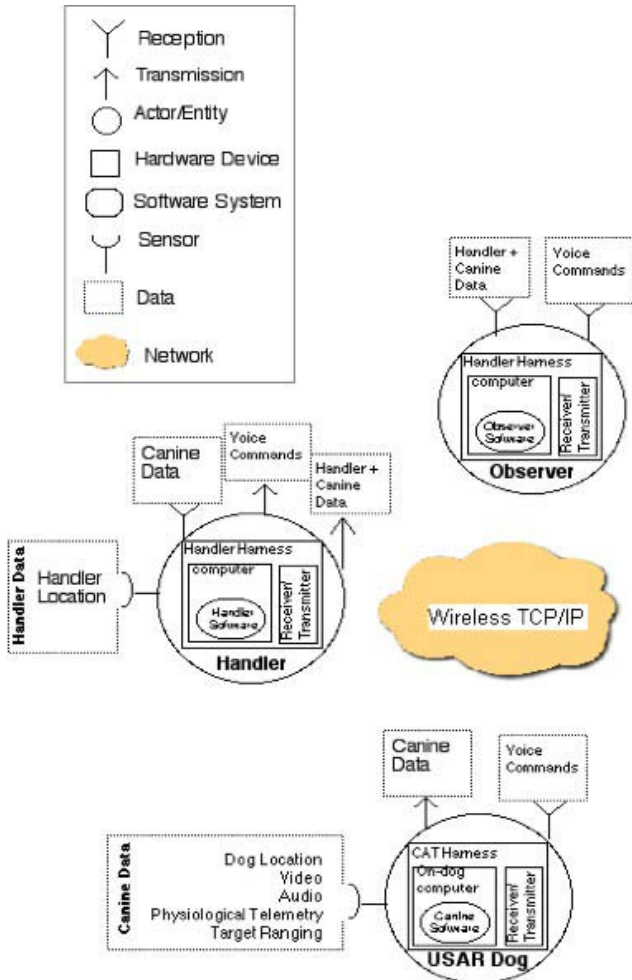 Reception
Transmission
Actor/Entity
Hardware Device
Software System
Sensor
Data
Network
Handler +
Canine
Data
Voice
Commands
Handler Harness
computer
Observer
Software
Receiver/
Transmitter
Observer
Canine
Data
Voice
Commands
Handler +
Canine
Data
Handler Data
Handler
Location
Handler Harness
computer
Handler
Software
Receiver/
Transmitter
Handler
Wireless TCP/IP
Canine
Data
Voice
Commands
Canine Data
Dog Location
Video
Audio
Physiological Telemetry
Target Ranging
CAT Harness
On-dog
computer
Canine
Software
Receiver/
Transmitter
USAR Dog